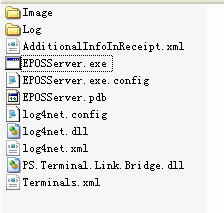 Image
Log
AdditionalInfoInReceipt.xml
EPOSServer.exe
EPOSServer.exe.config
EPOSServer.pdb
log4net.config
log4net.dll
log4net.xml
PS.Terminal.Link.Bridge.dll
Terminals.xml